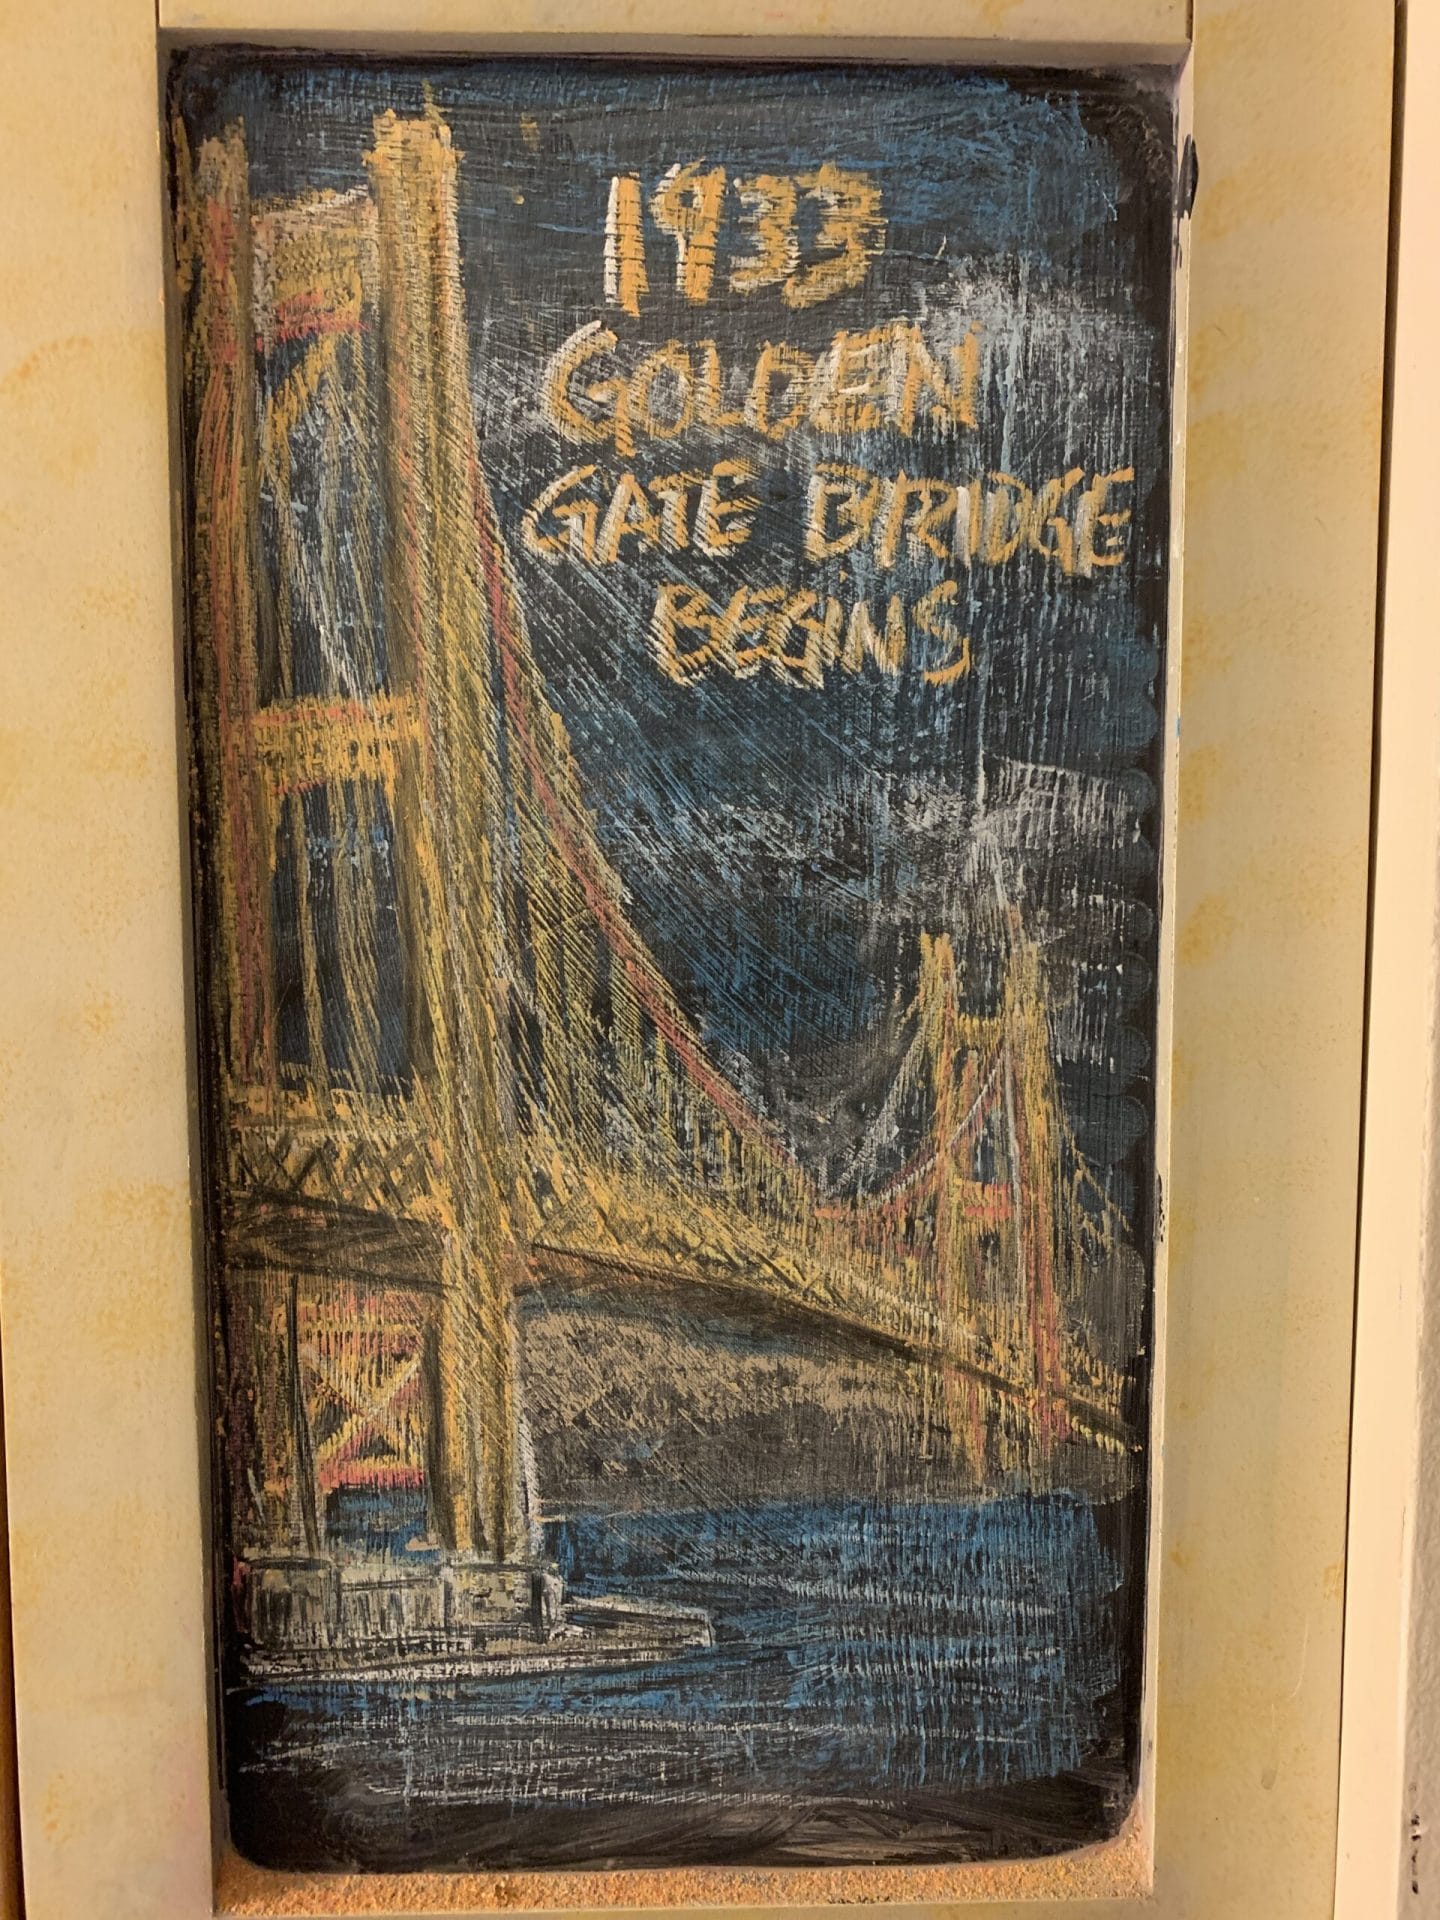 1933
GOLDEN
GATE BRIDGE
BEGINS